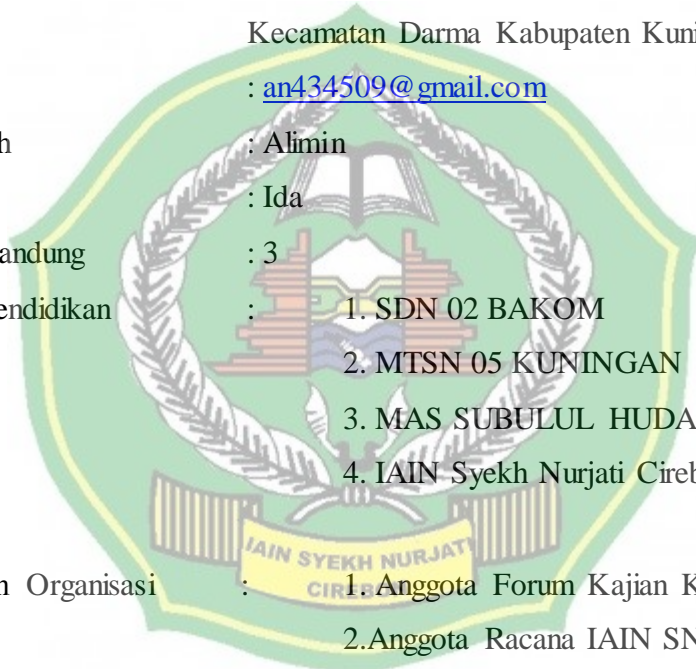 Kecamatan Darma Kabupaten Kuni
: an434509@gmail.com
h : Alimin
: Ida
andung : 3
endidikan : 1. SDN 02 BAKOM
2. MTSN 05 KUNINGAN
3. MAS SUBULUL HUDA
4. IAIN Syekh Nurjati Cireb
n Organisasi : 1. Anggota Forum Kajian K
2.Anggota Racana IAIN SN
IAIN SYEKH NURJATI